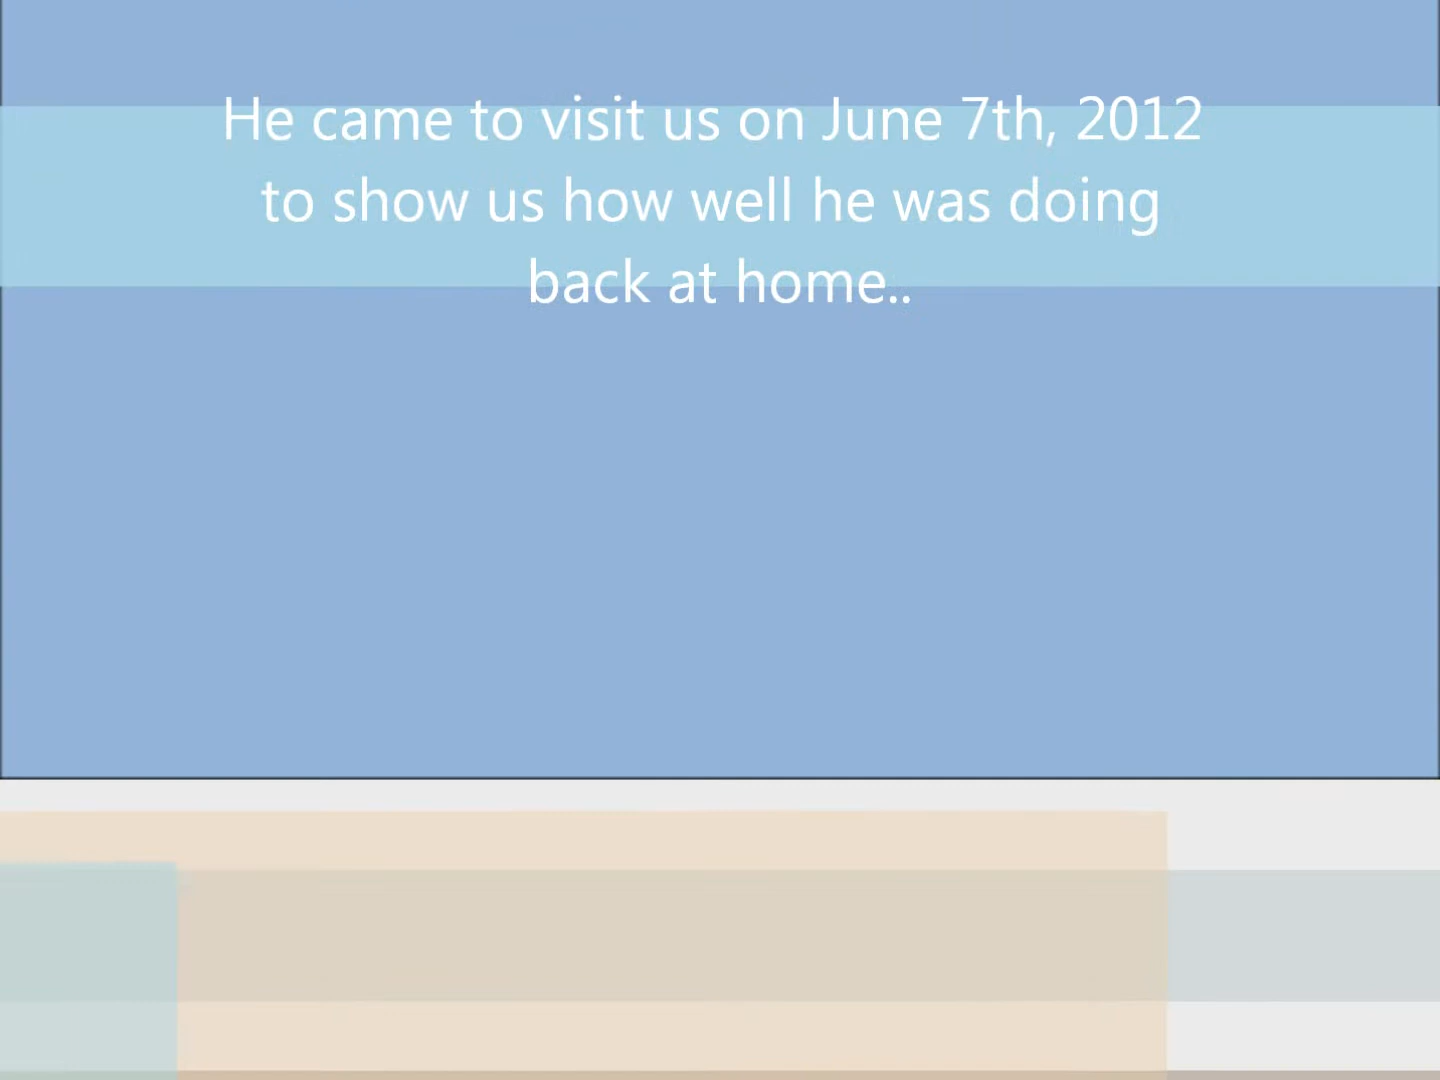 He came to visit us on June 7th, 2012
to show us how well he was doing
back at home..